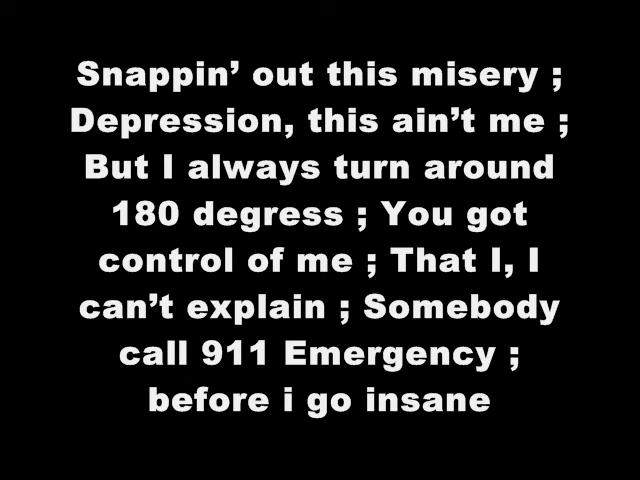 Snappin’ out this misery ;
Depression, this ain’t me ;
But I always turn around
180 degress ; You got
control of me ; That I, I
can’t explain ; Somebody
call 911 Emergency ;
before i go insane